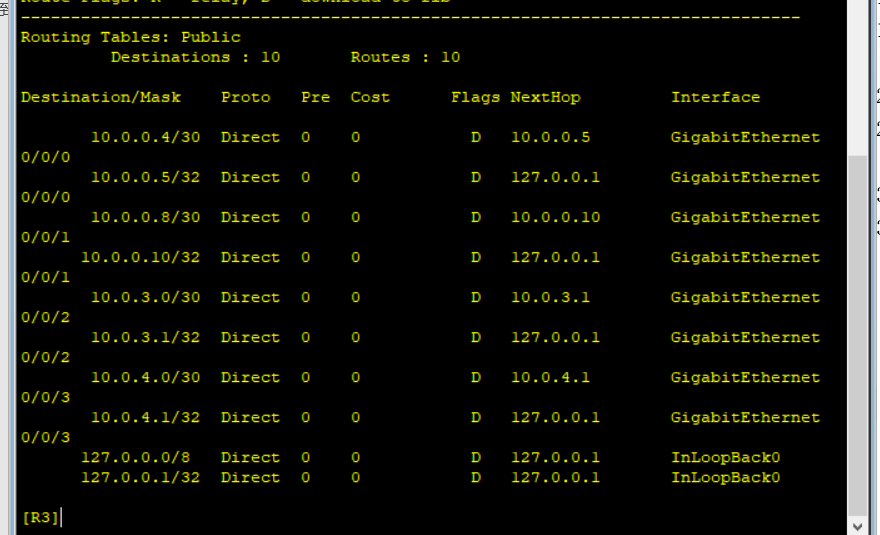 Route Flags: R - relay, D - download to fib
------------------------------------------------------------------------------
Routing Tables: Public
         Destinations : 10       Routes : 10

Destination/Mask    Proto   Pre  Cost      Flags NextHop         Interface

       10.0.0.4/30  Direct  0    0           D   10.0.0.5        GigabitEthernet
0/0/0
       10.0.0.5/32  Direct  0    0           D   127.0.0.1       GigabitEthernet
0/0/0
       10.0.0.8/30  Direct  0    0           D   10.0.0.10       GigabitEthernet
0/0/1
      10.0.0.10/32  Direct  0    0           D   127.0.0.1       GigabitEthernet
0/0/1
       10.0.3.0/30  Direct  0    0           D   10.0.3.1        GigabitEthernet
0/0/2
       10.0.3.1/32  Direct  0    0           D   127.0.0.1       GigabitEthernet
0/0/2
       10.0.4.0/30  Direct  0    0           D   10.0.4.1        GigabitEthernet
0/0/3
       10.0.4.1/32  Direct  0    0           D   127.0.0.1       GigabitEthernet
0/0/3
      127.0.0.0/8   Direct  0    0           D   127.0.0.1       InLoopBack0
      127.0.0.1/32  Direct  0    0           D   127.0.0.1       InLoopBack0

[R3]